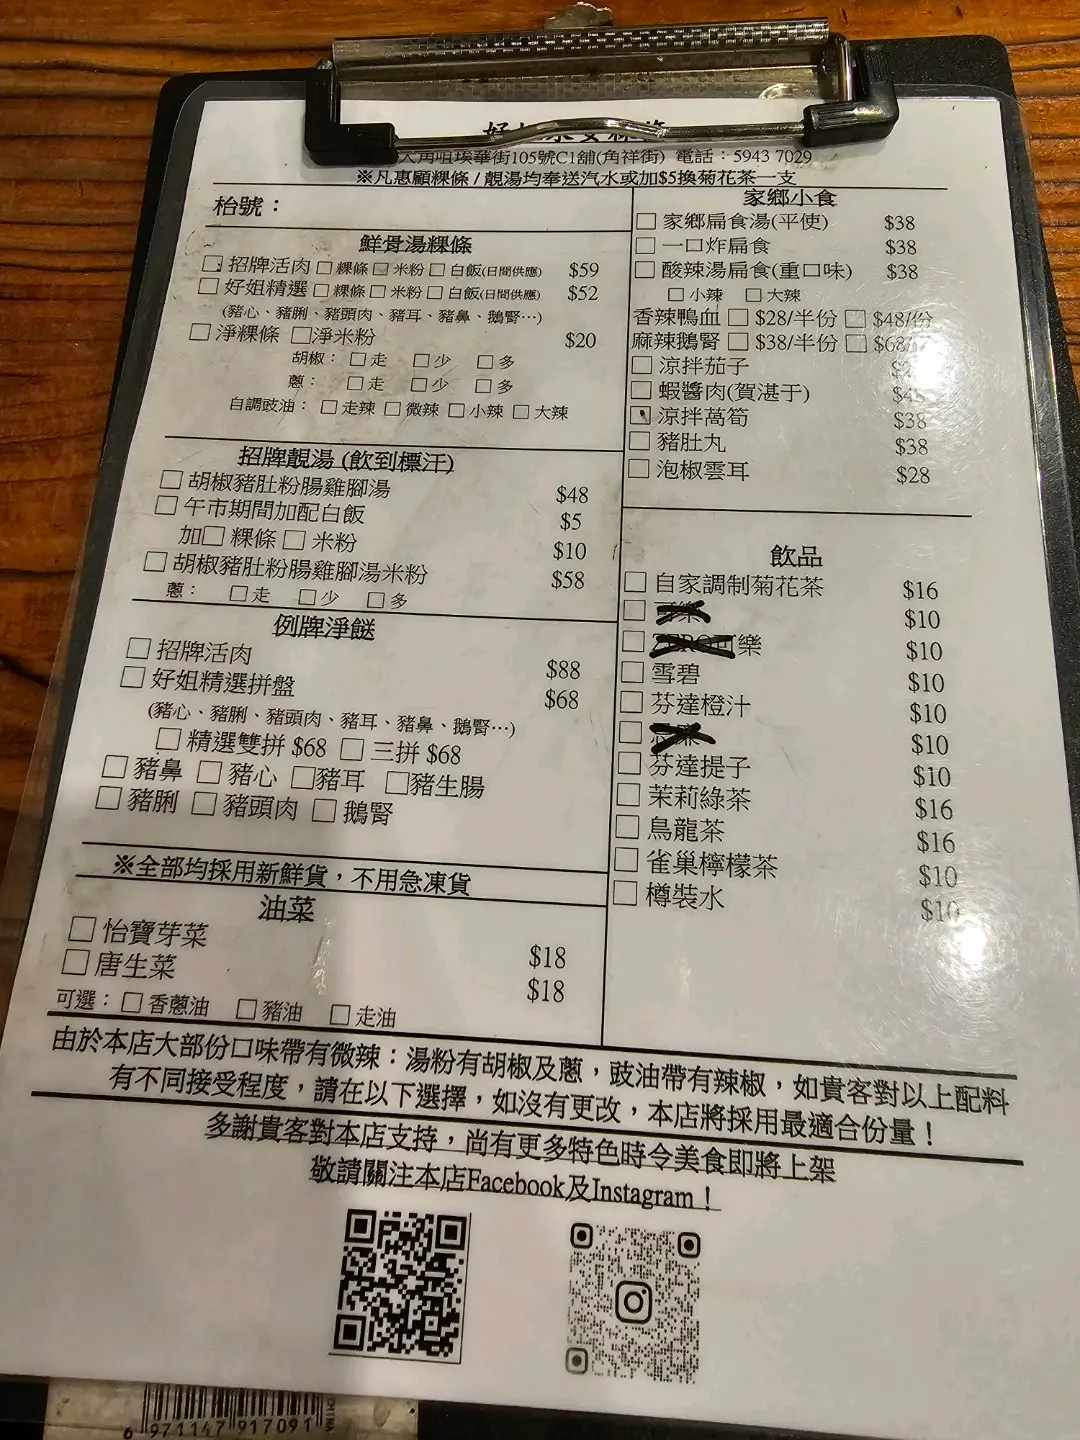 角咀埃華街105號C1舖(角祥街) 電話：5943 7029
※凡惠顧粿條 / 靚湯均奉送汽水或加$5換菊花茶一支
枱號：
鮮骨湯粿條
招牌活肉 粿條 米粉 白飯(日間供應) $59
好姐精選 粿條 米粉 白飯(日間供應) $52
(豬心、豬脷、豬頭肉、豬耳、豬鼻、鵝腎…)
淨粿條 淨米粉 $20
胡椒： 走 少 多
蔥： 走 少 多
自調豉油： 走辣 微辣 小辣 大辣
招牌靚湯 (飲到標汗)
胡椒豬肚粉腸雞腳湯 $48
午市期間加配白飯 $5
加 粿條 米粉 $10
胡椒豬肚粉腸雞腳湯米粉 $58
蔥： 走 少 多
例牌淨餸
招牌活肉 $88
好姐精選拼盤 $68
(豬心、豬脷、豬頭肉、豬耳、豬鼻、鵝腎…)
精選雙拼 $68 三拼 $68
豬鼻 豬心 豬耳 豬生腸
豬脷 豬頭肉 鵝腎
※全部均採用新鮮貨，不用急凍貨
油菜
怡寶芽菜 $18
唐生菜 $18
可選： 香蔥油 豬油 走油
家鄉小食
家鄉扁食湯(平使) $38
一口炸扁食 $38
酸辣湯扁食(重口味) $38
小辣 大辣
香辣鴨血 $28/半份 $48/份
麻辣鵝腎 $38/半份
涼拌茄子
蝦醬肉(賀湛于)
涼拌萵筍 $38
豬肚丸 $38
泡椒雲耳 $28
飲品
自家調制菊花茶 $16
$10
樂 $10
雪碧 $10
芬達橙汁 $10
$10
芬達提子 $10
茉莉綠茶 $16
烏龍茶 $16
雀巢檸檬茶 $10
樽裝水 $10
由於本店大部份口味帶有微辣：湯粉有胡椒及蔥，豉油帶有辣椒，如貴客對以上配料
有不同接受程度，請在以下選擇，如沒有更改，本店將採用最適合份量！
多謝貴客對本店支持，尚有更多特色時令美食即將上架
敬請關注本店Facebook及Instagram！
6 971147 917091